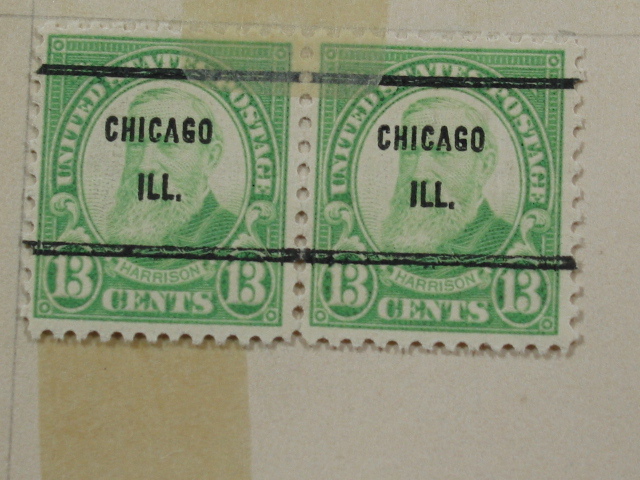 UNITED STATES POSTAGE
CHICAGO
ILL.
HARRISON
13 CENTS 13
UNITED STATES POSTAGE
CHICAGO
ILL.
HARRISON
13 CENTS 13